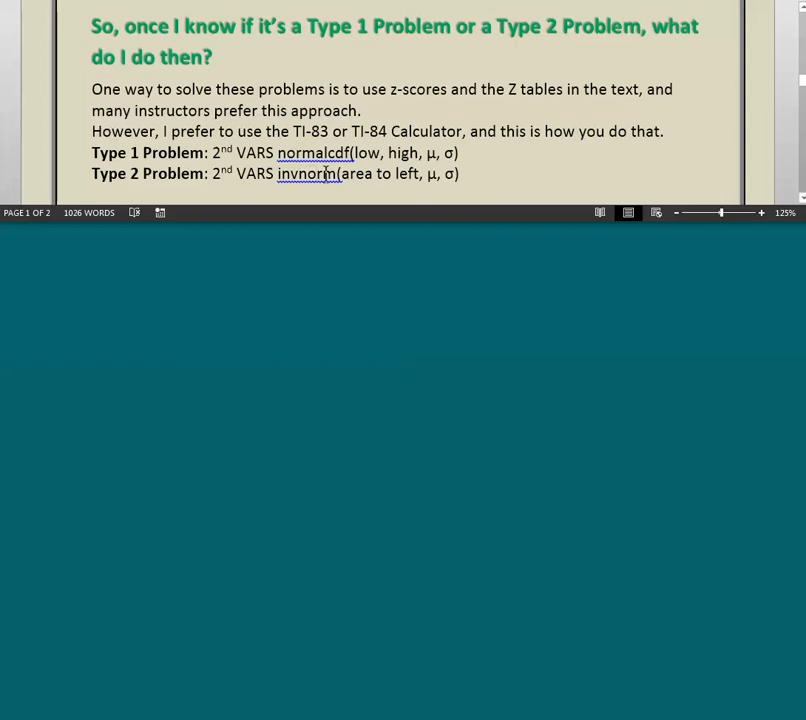 So, once I know if it's a Type 1 Problem or a Type 2 Problem, what
do I do then?
One way to solve these problems is to use z-scores and the Z tables in the text, and
many instructors prefer this approach.
However, I prefer to use the TI-83 or TI-84 Calculator, and this is how you do that.
Type 1 Problem: 2nd VARS normalcdf(low, high, μ, σ)
Type 2 Problem: 2nd VARS invnorm(area to left, μ, σ)
PAGE 1 OF 2 1026 WORDS 125%